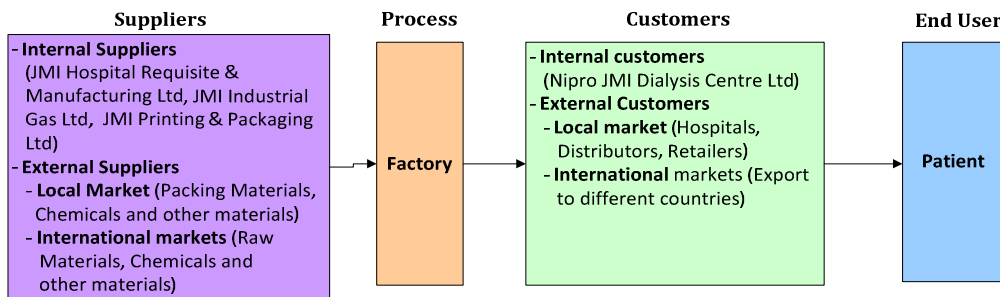 Suppliers
- Internal Suppliers
(JMI Hospital Requisite &
Manufacturing Ltd, JMI Industrial
Gas Ltd, JMI Printing & Packaging
Ltd)
- External Suppliers
- Local Market (Packing Materials,
Chemicals and other materials)
- International markets (Raw
Materials, Chemicals and
other materials)
Process
Factory
Customers
- Internal customers
(Nipro JMI Dialysis Centre Ltd)
- External Customers
- Local market (Hospitals,
Distributors, Retailers)
- International markets (Export
to different countries)
End User
Patient